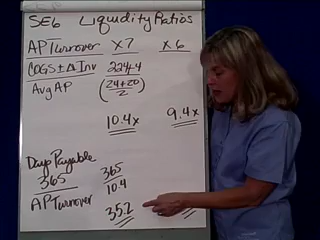 SE6 Liquidity Ratios
AP Turnover X7 X6
COGS ± Δ Inv 224-4
Avg AP (24+20)
2
10.4x 9.4x
Days Payable
365 365
AP Turnover 10.4
35.2